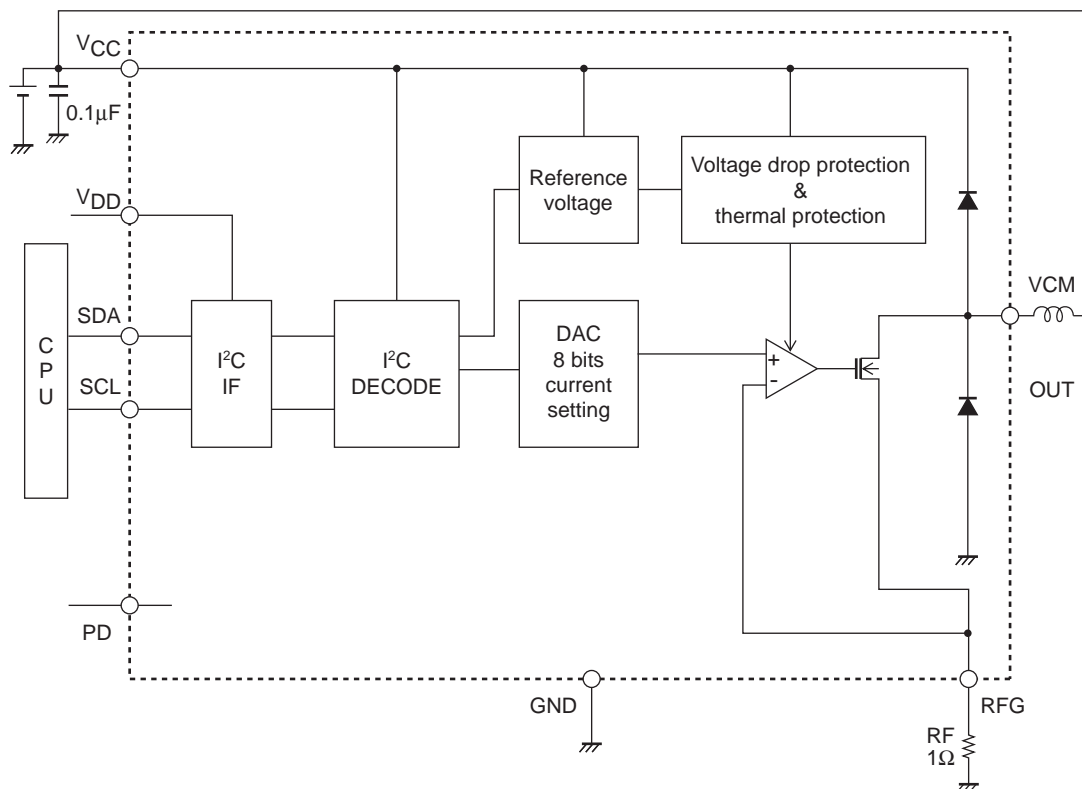 VCC
0.1μF
VDD
CPU
SDA
SCL
I²C
IF
I²C
DECODE
Reference
voltage
Voltage drop protection
&
thermal protection
DAC
8 bits
current
setting
+
-
VCM
OUT
PD
GND
RFG
RF
1Ω